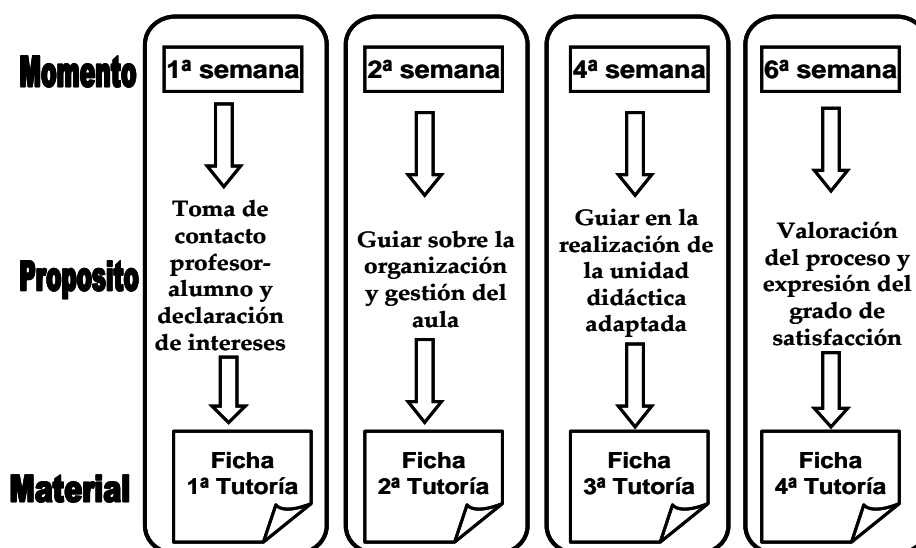 Momento
1ª semana
2ª semana
4ª semana
6ª semana
Proposito
Toma de
contacto
profesor-
alumno y
declaración
de intereses
Guiar sobre la
organización
y gestión del
aula
Guiar en la
realización de
la unidad
didáctica
adaptada
Valoración
del proceso y
expresión del
grado de
satisfacción
Material
Ficha
1ª Tutoría
Ficha
2ª Tutoría
Ficha
3ª Tutoría
Ficha
4ª Tutoría